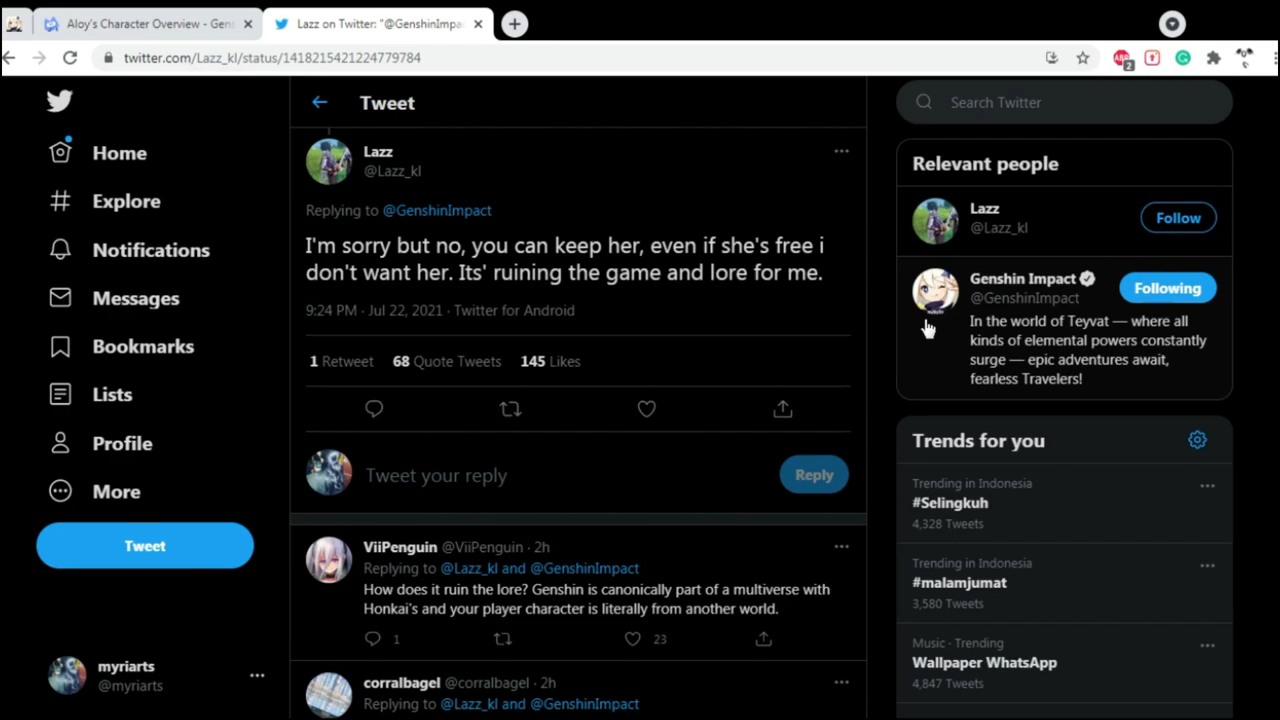 Aloy's Character Overview - Gens
Lazz on Twitter: "@GenshinImpa
twitter.com/Lazz_kl/status/1418215421224779784
2
Home
Explore
Notifications
Messages
Bookmarks
Lists
Profile
More
Tweet
myriarts
@myriarts
Tweet
Lazz
@Lazz_kl
Replying to @GenshinImpact
I'm sorry but no, you can keep her, even if she's free i
don't want her. Its' ruining the game and lore for me.
9:24 PM · Jul 22, 2021 · Twitter for Android
1 Retweet 68 Quote Tweets 145 Likes
Tweet your reply
Reply
ViiPenguin @ViiPenguin · 2h
Replying to @Lazz_kl and @GenshinImpact
How does it ruin the lore? Genshin is canonically part of a multiverse with
Honkai's and your player character is literally from another world.
1 23
corralbagel @corralbagel · 2h
Replying to @Lazz_kl and @GenshinImpact
Search Twitter
Relevant people
Lazz
@Lazz_kl
Follow
Genshin Impact
@GenshinImpact
Following
In the world of Teyvat — where all
kinds of elemental powers constantly
surge — epic adventures await,
fearless Travelers!
Trends for you
Trending in Indonesia
#Selingkuh
4,328 Tweets
Trending in Indonesia
#malamjumat
3,580 Tweets
Music · Trending
Wallpaper WhatsApp
4,847 Tweets